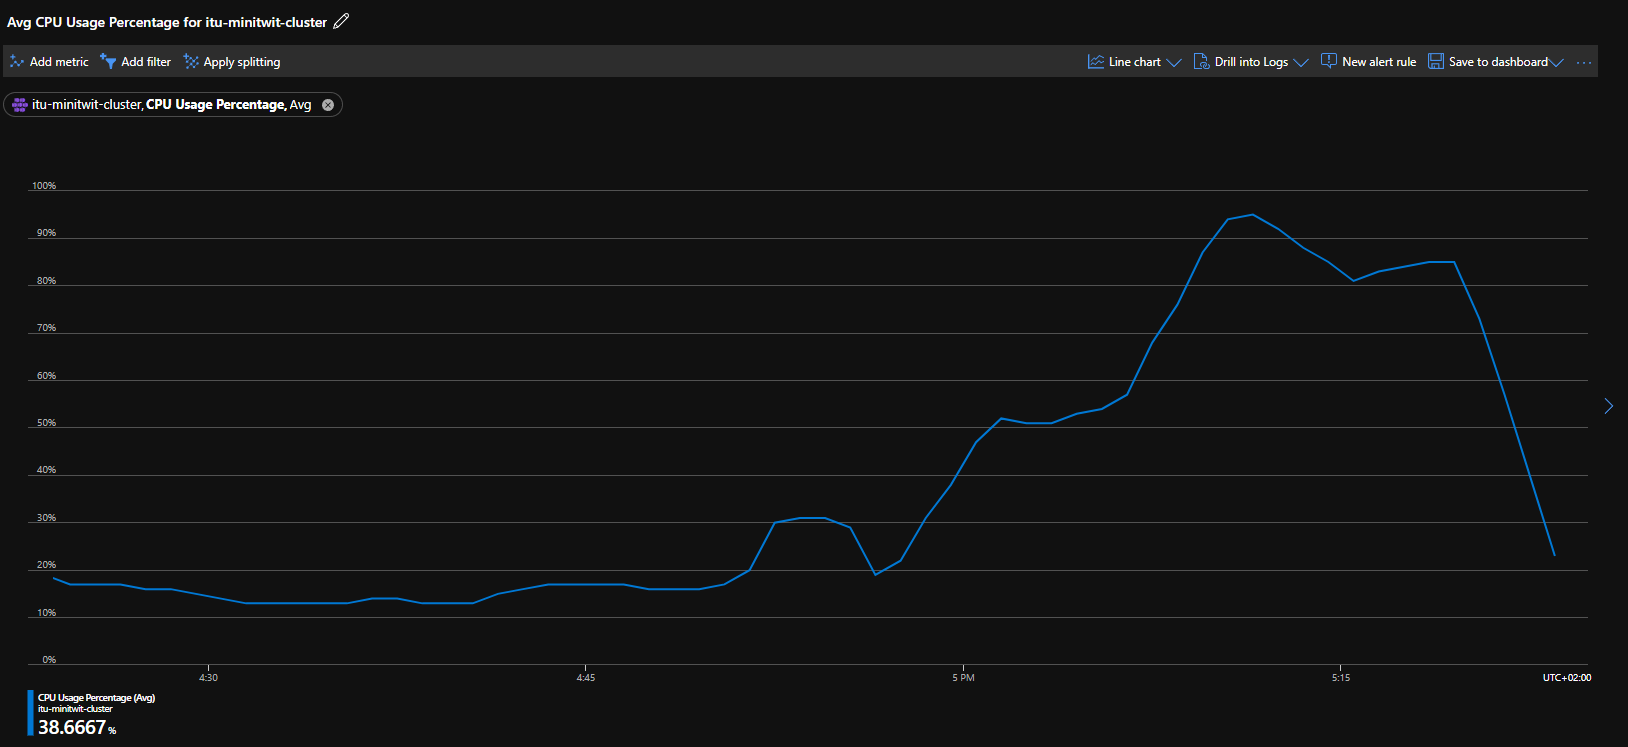 Avg CPU Usage Percentage for itu-minitwit-cluster
Add metric Add filter Apply splitting Line chart Drill into Logs New alert rule Save to dashboard ...
itu-minitwit-cluster, CPU Usage Percentage, Avg
100%
90%
80%
70%
60%
50%
40%
30%
20%
10%
0%
4:30 4:45 5 PM 5:15 UTC+02:00
CPU Usage Percentage (Avg)
itu-minitwit-cluster
38.6667 %